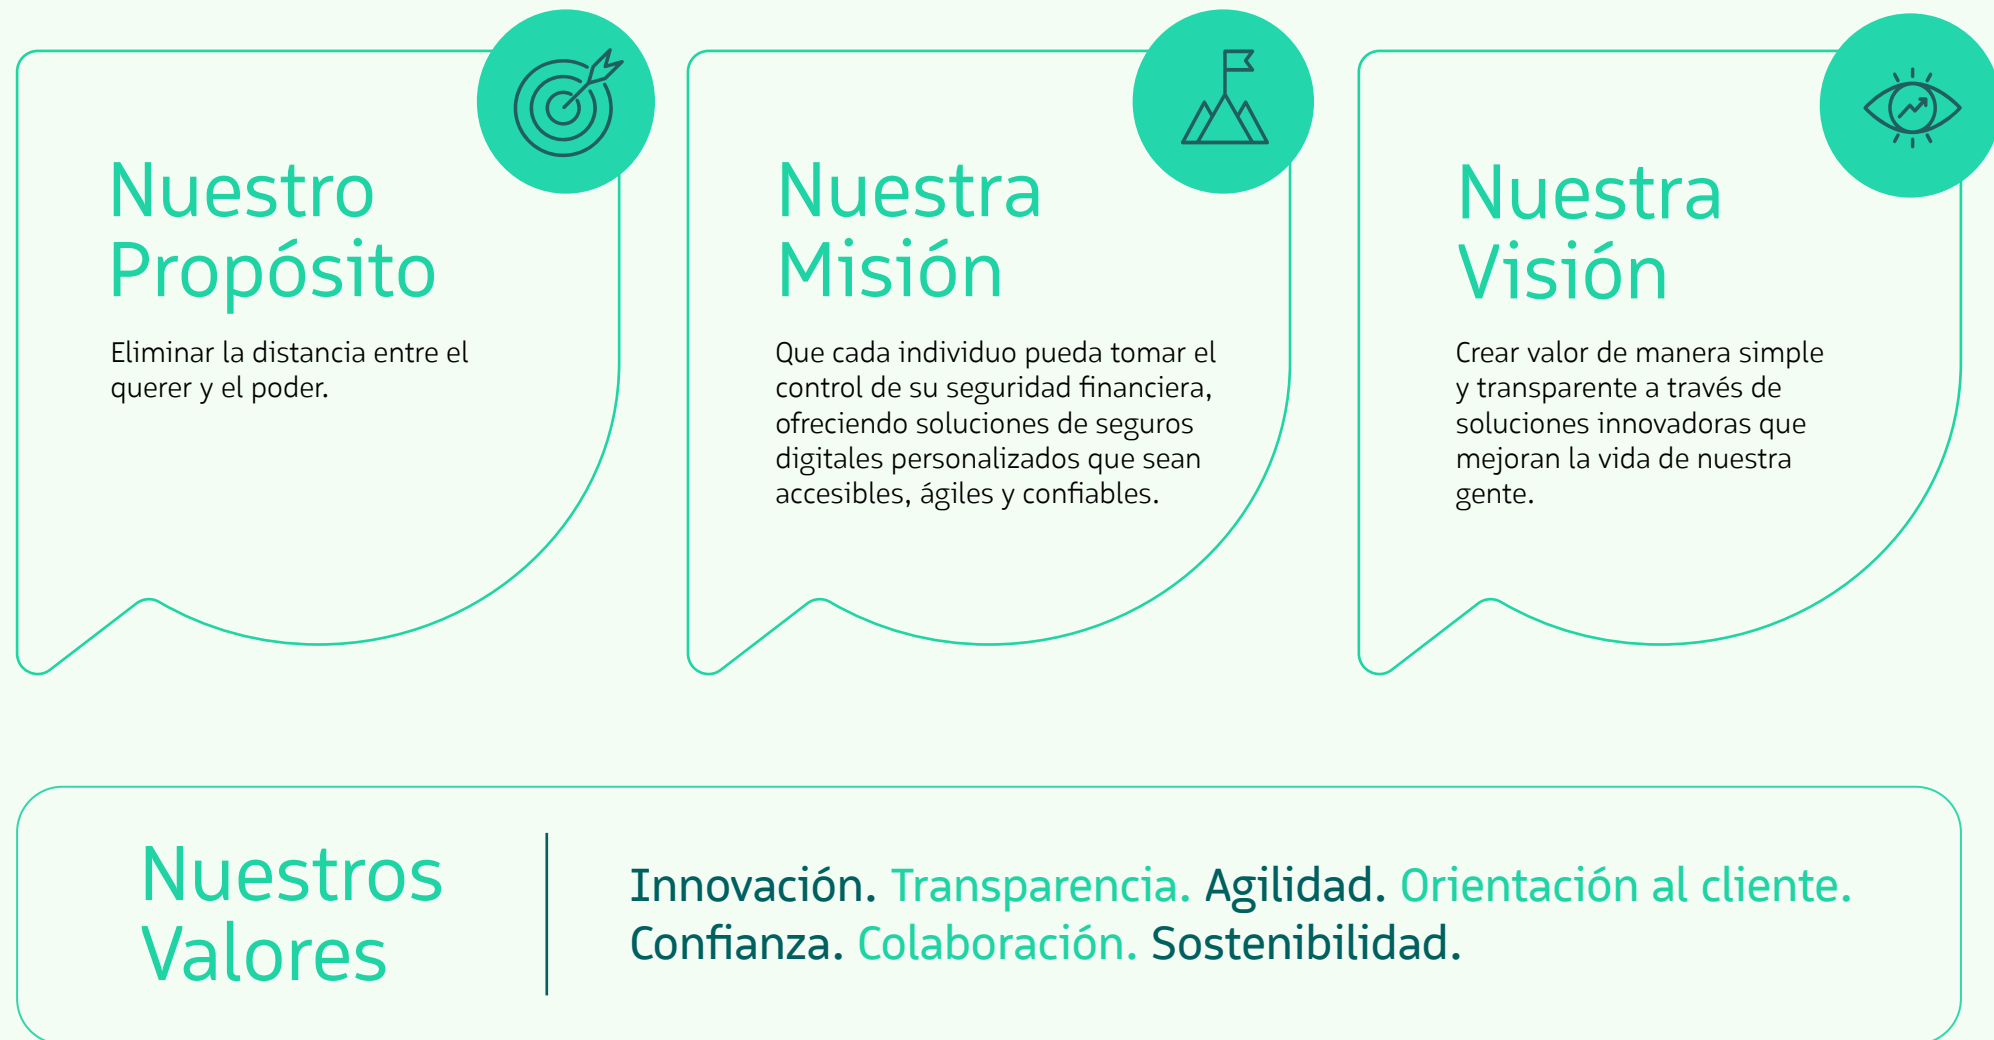 Nuestro
Propósito
Eliminar la distancia entre el
querer y el poder.
Nuestra
Misión
Que cada individuo pueda tomar el
control de su seguridad financiera,
ofreciendo soluciones de seguros
digitales personalizados que sean
accesibles, ágiles y confiables.
Nuestra
Visión
Crear valor de manera simple
y transparente a través de
soluciones innovadoras que
mejoran la vida de nuestra
gente.
Nuestros
Valores
Innovación. Transparencia. Agilidad. Orientación al cliente.
Confianza. Colaboración. Sostenibilidad.